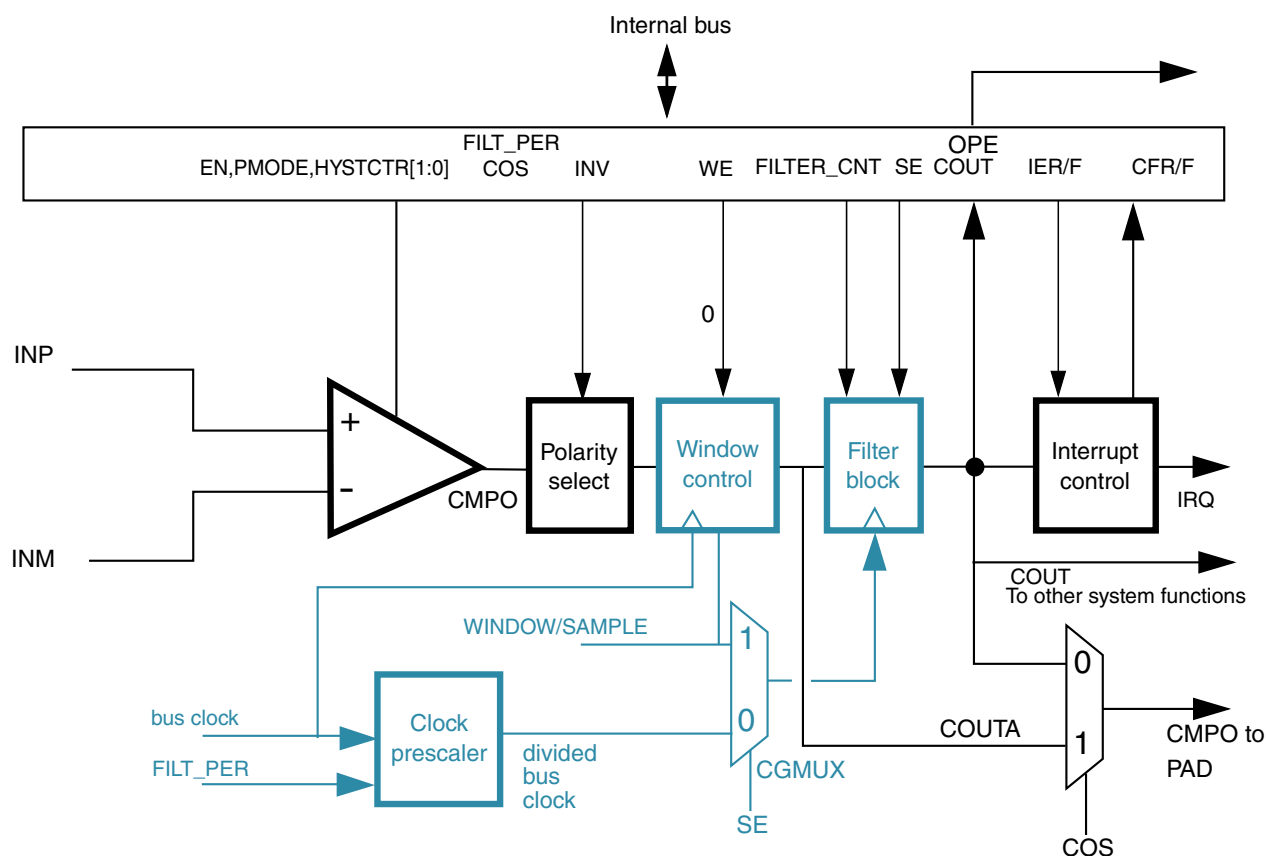 Internal bus
FILT_PER
OPE
EN,PMODE,HYSTCTR[1:0]
COS
INV
WE
FILTER_CNT
SE
COUT
IER/F
CFR/F
0
INP
+
-
INM
CMPO
Polarity
select
Window
control
Filter
block
Interrupt
control
IRQ
COUT
To other system functions
WINDOW/SAMPLE
1
0
CGMUX
SE
bus clock
FILT_PER
Clock
prescaler
divided
bus
clock
COUTA
0
1
CMPO to
PAD
COS